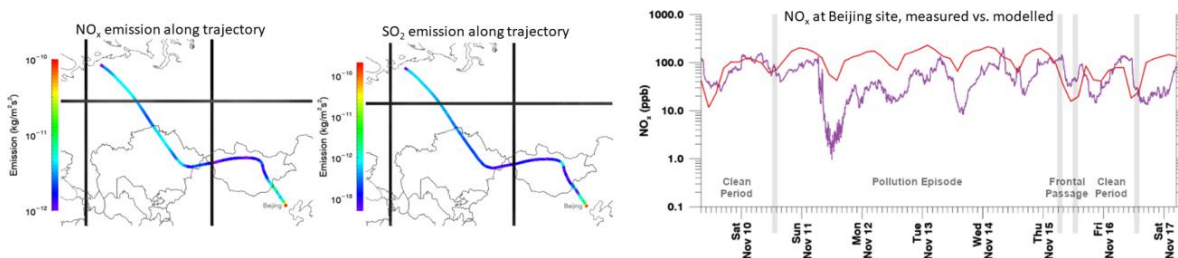 NOx emission along trajectory
10⁻¹⁰
10⁻¹¹
10⁻¹²
Emission (kg/m²s²)
Beijing
SO2 emission along trajectory
10⁻¹⁰
10⁻¹¹
10⁻¹²
10⁻¹³
Emission (kg/m²s²)
Beijing
NOx at Beijing site, measured vs. modelled
1000.0
100.0
10.0
1.0
0.1
NOx (ppb)
Clean
Period
Pollution Episode
Frontal
Passage
Clean
Period
Sat
Nov 10
Sun
Nov 11
Mon
Nov 12
Tue
Nov 13
Wed
Nov 14
Thu
Nov 15
Fri
Nov 16
Sat
Nov 17